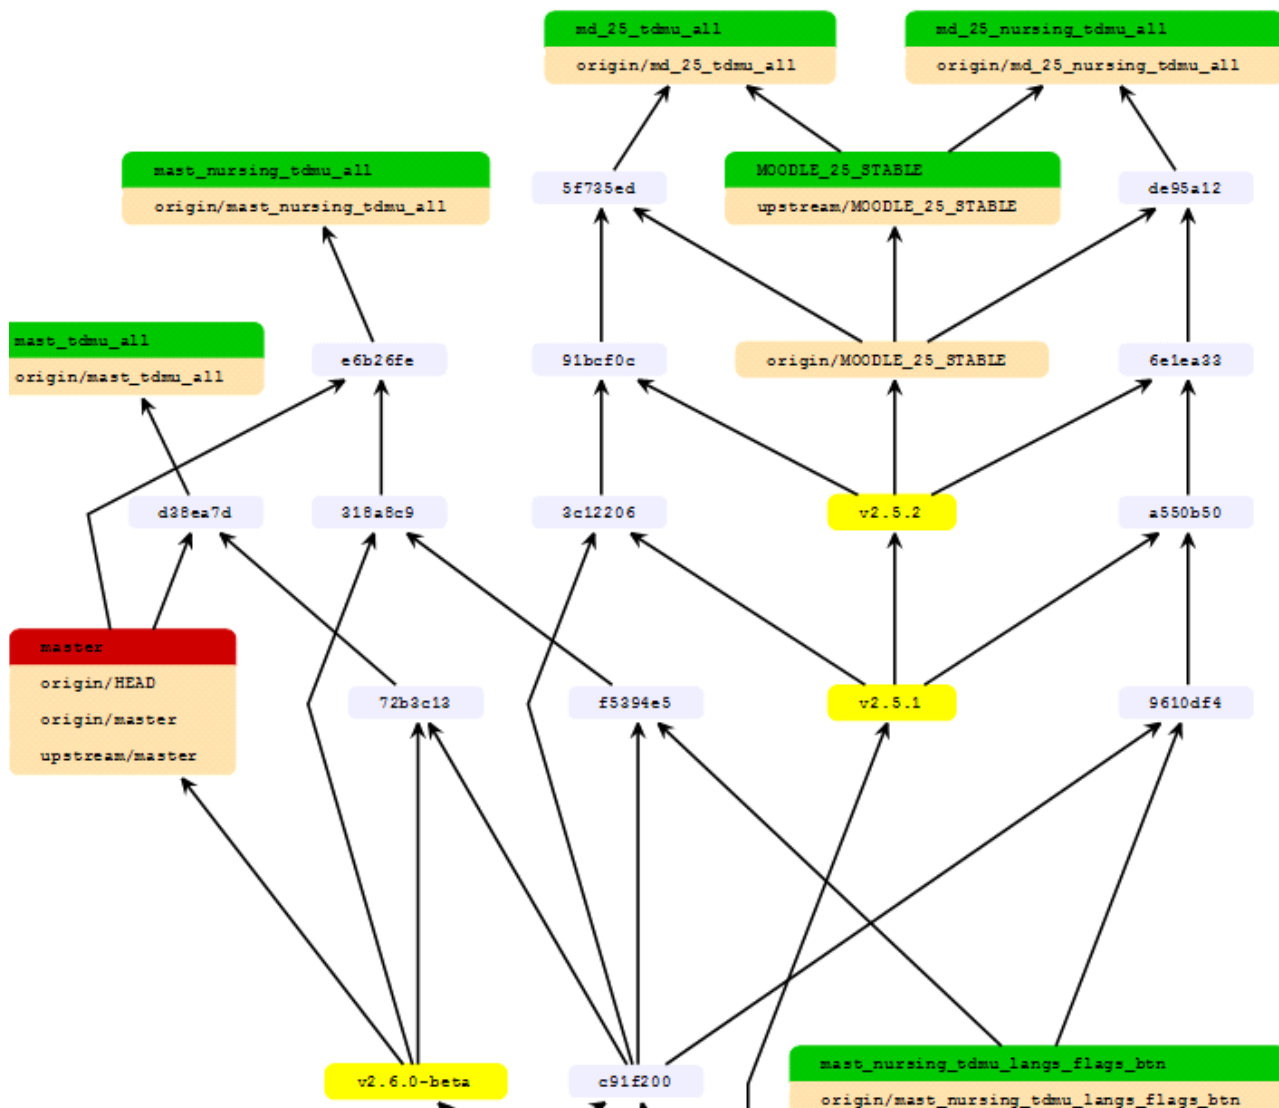 md_25_tdmu_all
origin/md_25_tdmu_all
md_25_nursing_tdmu_all
origin/md_25_nursing_tdmu_all
mast_nursing_tdmu_all
origin/mast_nursing_tdmu_all
5f735ed
MOODLE_25_STABLE
upstream/MOODLE_25_STABLE
de95a12
mast_tdmu_all
origin/mast_tdmu_all
e6b26fe
91bcf0c
origin/MOODLE_25_STABLE
6e1ea33
d38ea7d
318a8c9
3c12206
v2.5.2
a550b50
master
origin/HEAD
origin/master
upstream/master
72b3c13
f5394e5
v2.5.1
9610df4
v2.6.0-beta
c91f200
mast_nursing_tdmu_langs_flags_btn
origin/mast_nursing_tdmu_langs_flags_btn